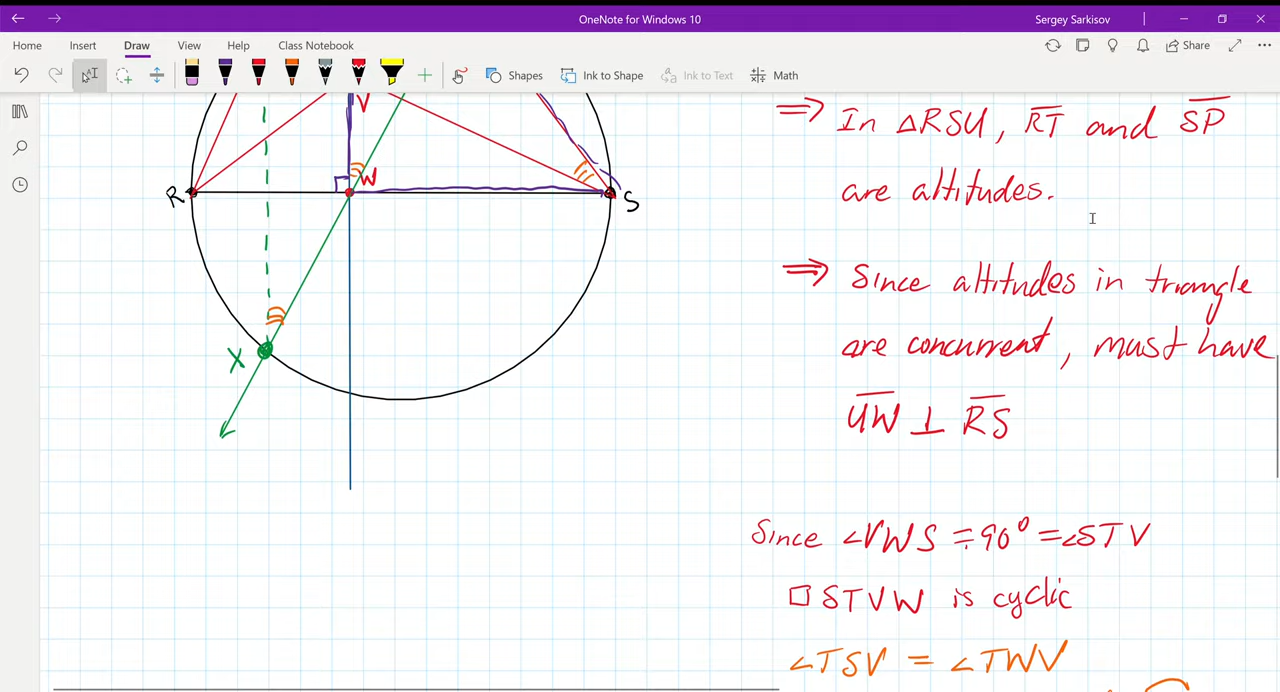 OneNote for Windows 10
Sergey Sarkisov
Home Insert Draw View Help Class Notebook
Share
Shapes
Ink to Shape
Ink to Text
Math
V
W
R
S
X
⇒ In △RSU, RT and SP
are altitudes.
⇒ Since altitudes in triangle
are concurrent, must have
UW ⊥ RS
Since ∠VWS = 90° = ∠STV
□ STVW is cyclic
∠TSV = ∠TWV